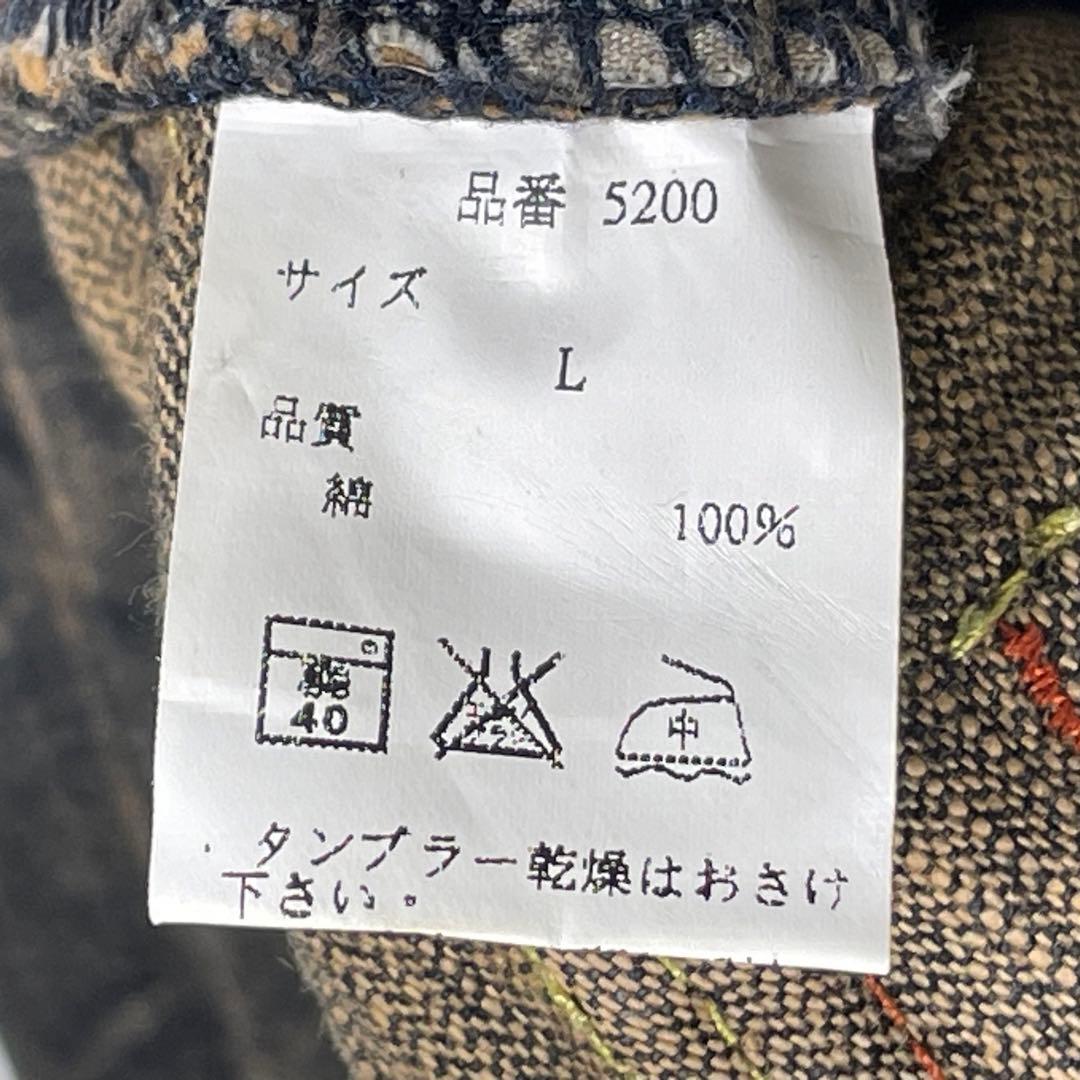 品番 5200
サイズ
L
品質
綿 100%
40
中
タンブラー乾燥はおさけ
下さい。